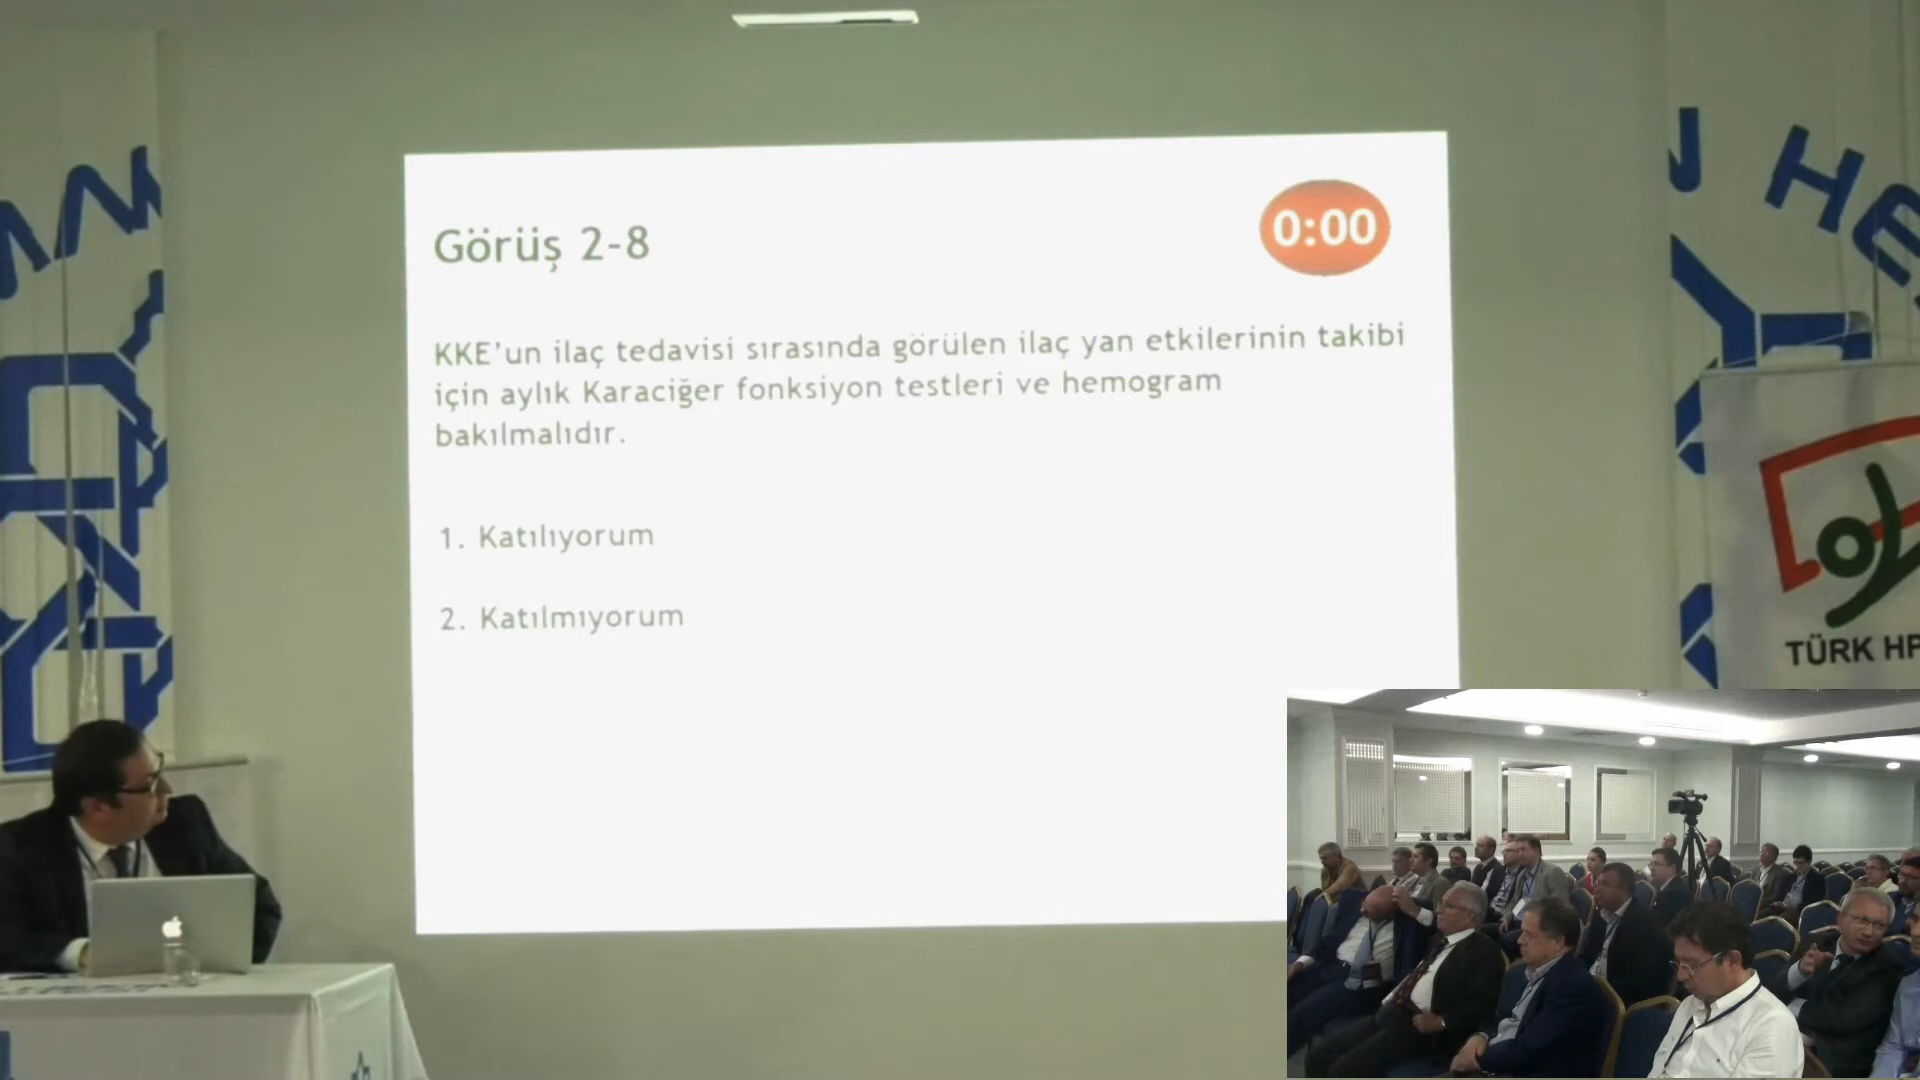 Görüş 2-8
0:00
KKE’un ilaç tedavisi sırasında görülen ilaç yan etkilerinin takibi
için aylık Karaciğer fonksiyon testleri ve hemogram
bakılmalıdır.
1. Katılıyorum
2. Katılmıyorum
TÜRK HP